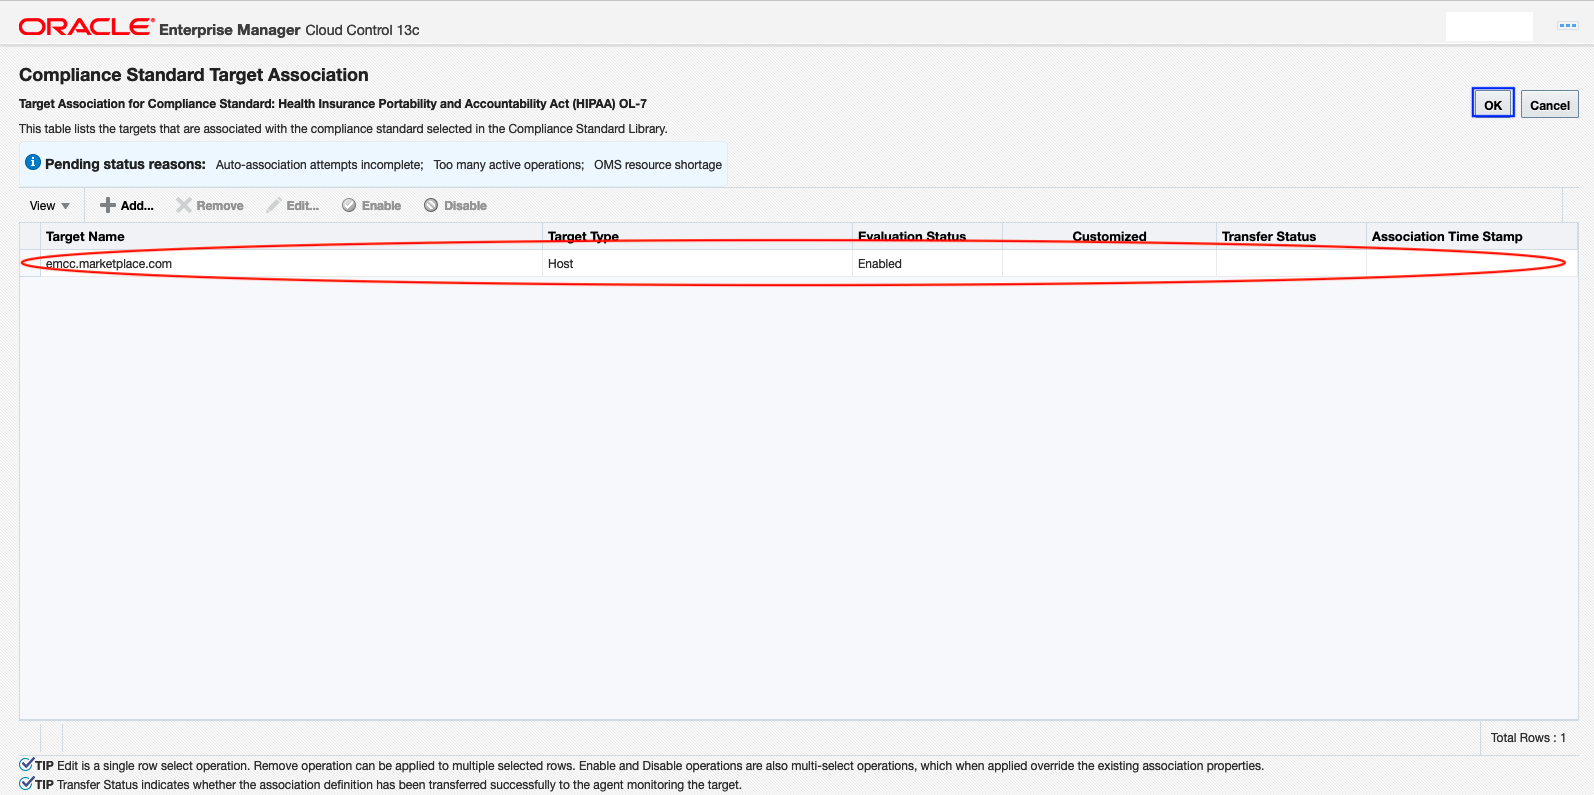 ORACLE Enterprise Manager Cloud Control 13c
Compliance Standard Target Association
Target Association for Compliance Standard: Health Insurance Portability and Accountability Act (HIPAA) OL-7
OK Cancel
This table lists the targets that are associated with the compliance standard selected in the Compliance Standard Library.
Pending status reasons: Auto-association attempts incomplete; Too many active operations; OMS resource shortage
View Add... Remove Edit... Enable Disable
Target Name Target Type Evaluation Status Customized Transfer Status Association Time Stamp
emcc.marketplace.com Host Enabled
Total Rows : 1
TIP Edit is a single row select operation. Remove operation can be applied to multiple selected rows. Enable and Disable operations are also multi-select operations, which when applied override the existing association properties.
TIP Transfer Status indicates whether the association definition has been transferred successfully to the agent monitoring the target.